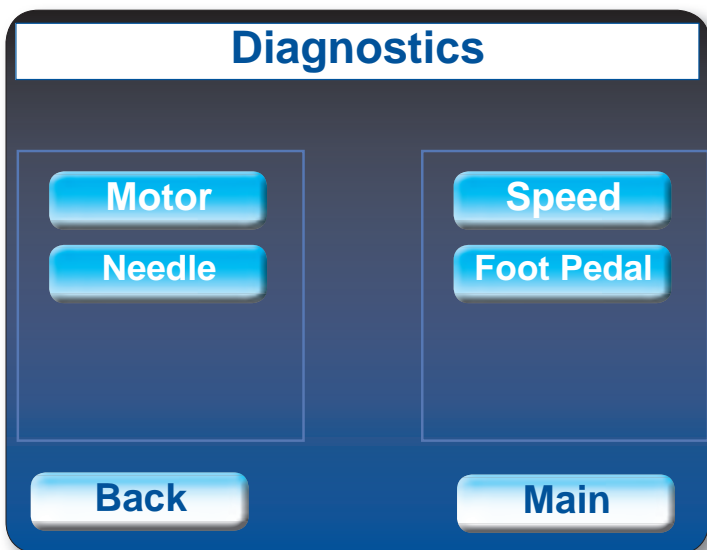 Diagnostics
Motor
Needle
Speed
Foot Pedal
Back
Main